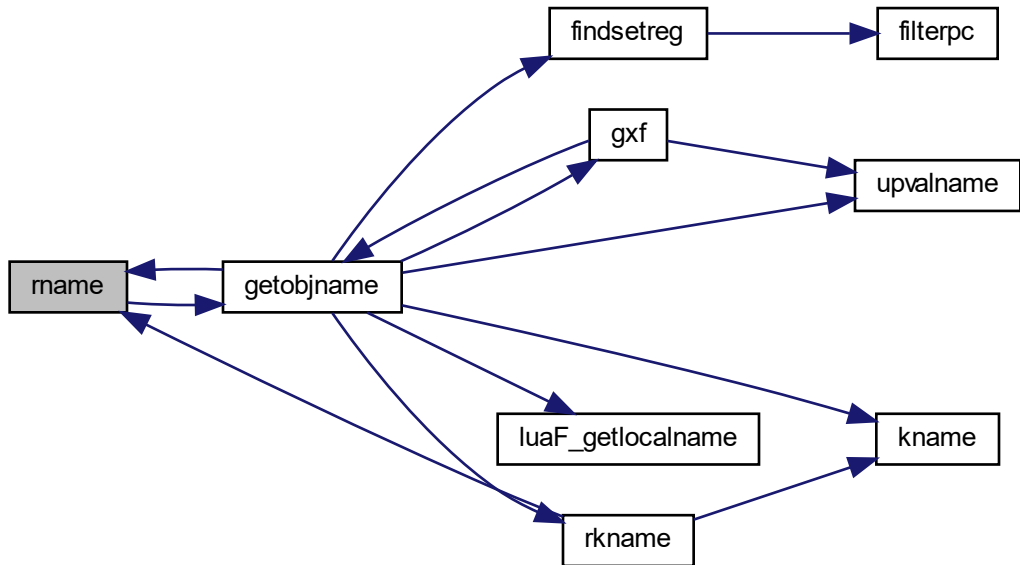 findsetreg
filterpc
gxf
upvalname
rname
getobjname
luaF_getlocalname
kname
rkname